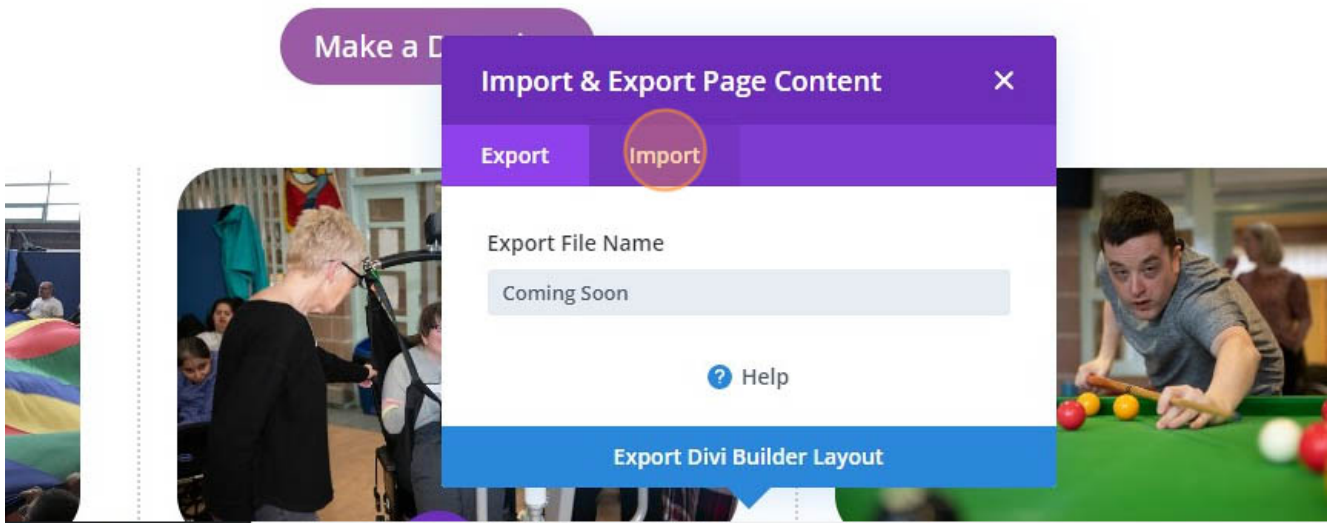 Make a D
Import & Export Page Content
Export Import
Export File Name
Coming Soon
Help
Export Divi Builder Layout